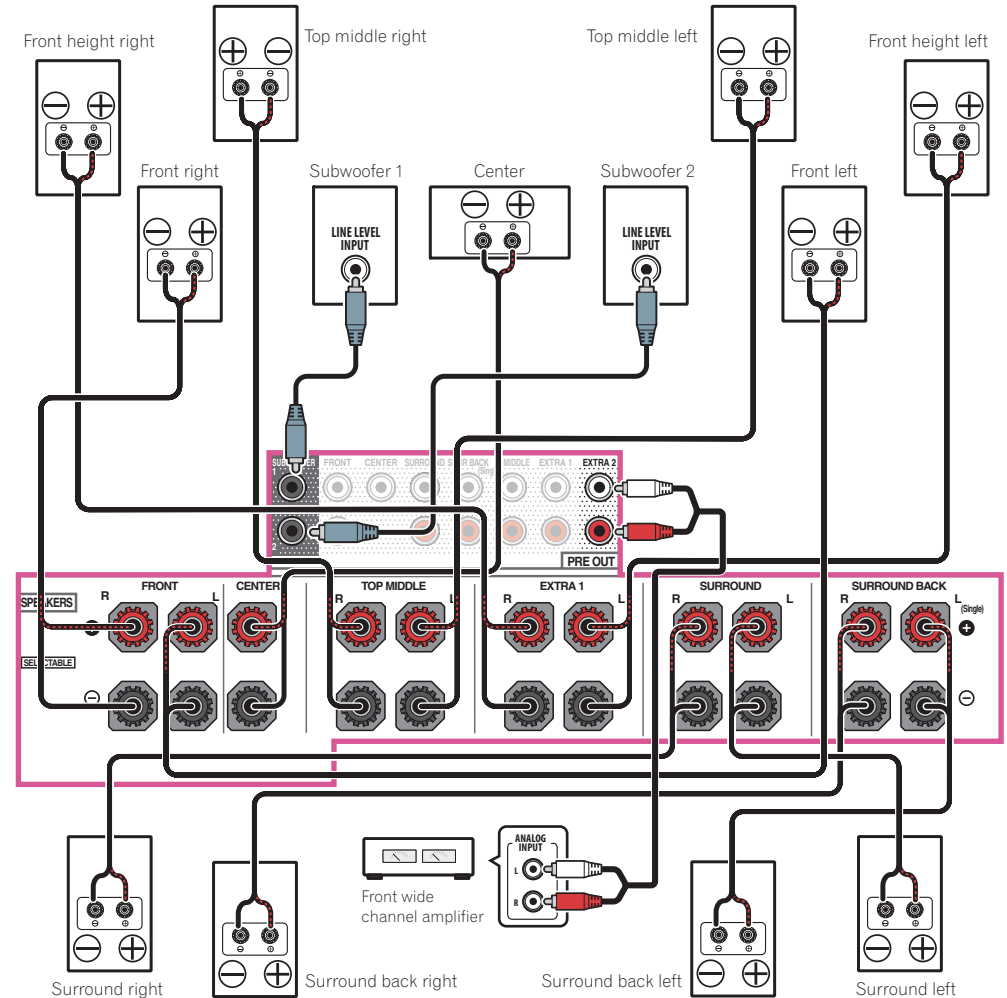 Top middle right
Top middle left
Front height right
Front height left
Front right
Subwoofer 1
Center
Subwoofer 2
Front left
LINE LEVEL
INPUT
LINE LEVEL
INPUT
FRONT
CENTER
SURROUND
MIDDLE
EXTRA 1
EXTRA 2
1
2
PRE OUT
SPEAKERS
FRONT
CENTER
TOP MIDDLE
EXTRA 1
SURROUND
SURROUND BACK
R
L
R
L
R
L
R
L
R
L
(Single)
SELECTABLE
ANALOG
INPUT
L
R
Front wide
channel amplifier
Surround right
Surround back right
Surround back left
Surround left